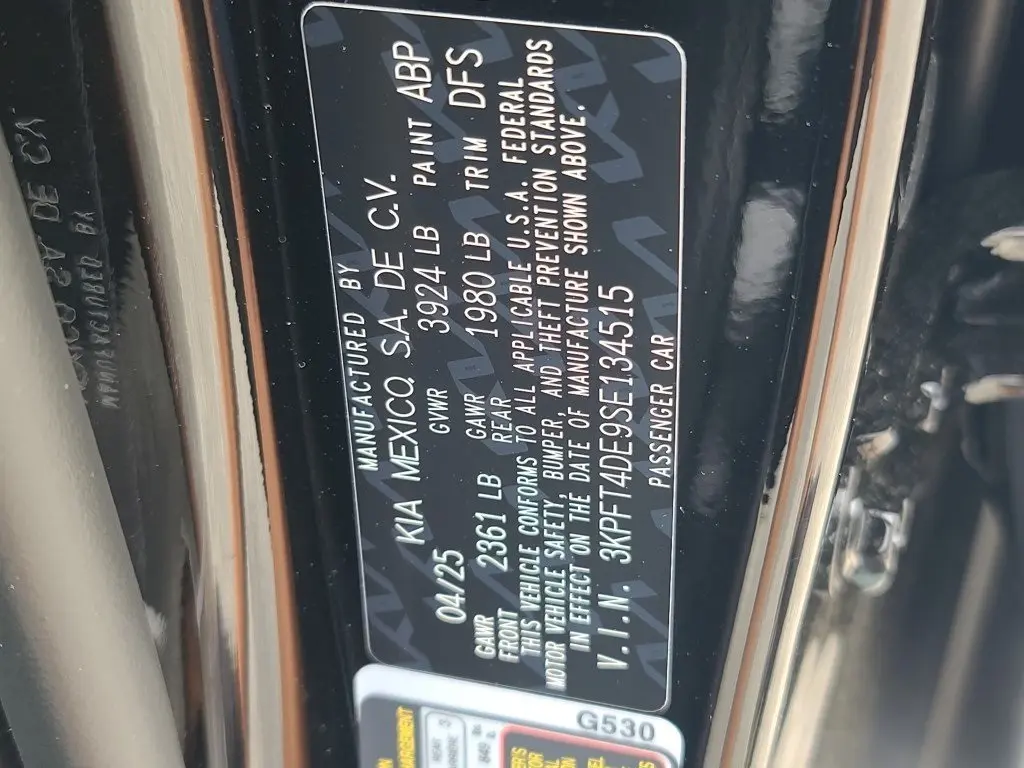 MANUFACTURED BY
KIA MEXICO, S.A. DE C.V.
04/25 GVWR 3924 LB PAINT ABP
GAWR FRONT 2361 LB GAWR REAR 1980 LB TRIM DFS
THIS VEHICLE CONFORMS TO ALL APPLICABLE U.S.A. FEDERAL
MOTOR VEHICLE SAFETY, BUMPER, AND THEFT PREVENTION STANDARDS
IN EFFECT ON THE DATE OF MANUFACTURE SHOWN ABOVE.
V.I.N. 3KPFT4DE9SE134515
PASSENGER CAR
G530